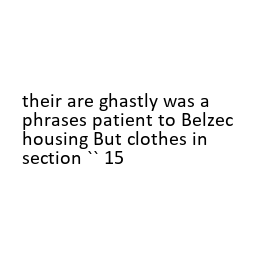 their are ghastly was a
phrases patient to Belzec
housing But clothes in
section `` 15